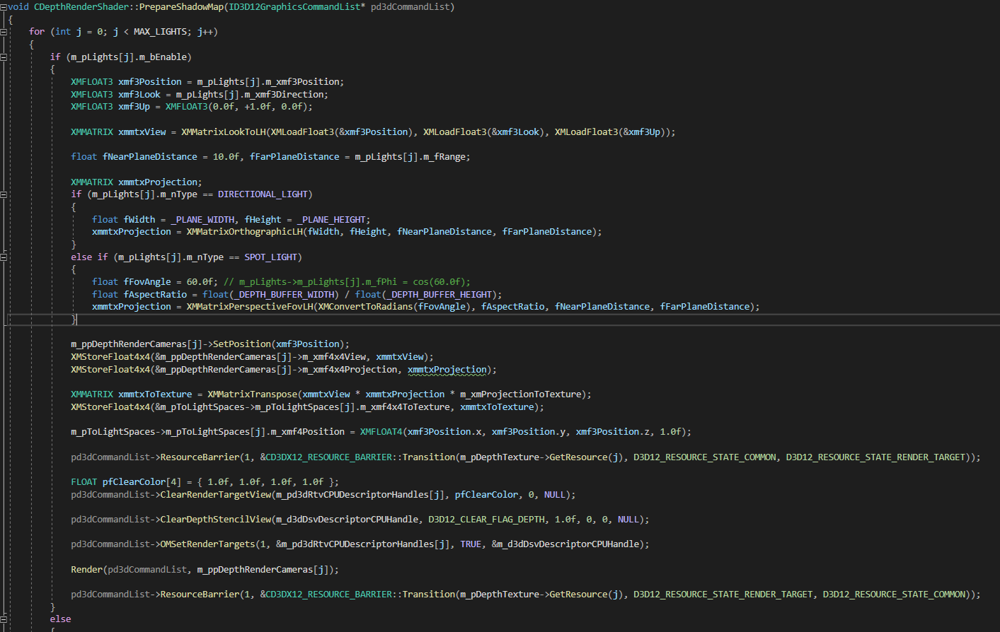 void CDepthRenderShader::PrepareShadowMap(ID3D12GraphicsCommandList* pd3dCommandList)
{
for (int j = 0; j < MAX_LIGHTS; j++)
{
if (m_pLights[j].m_bEnable)
{
XMFLOAT3 xmf3Position = m_pLights[j].m_xmf3Position;
XMFLOAT3 xmf3Look = m_pLights[j].m_xmf3Direction;
XMFLOAT3 xmf3Up = XMFLOAT3(0.0f, +1.0f, 0.0f);
XMMATRIX xmmtxView = XMMatrixLookToLH(XMLoadFloat3(&xmf3Position), XMLoadFloat3(&xmf3Look), XMLoadFloat3(&xmf3Up));
float fNearPlaneDistance = 10.0f, fFarPlaneDistance = m_pLights[j].m_fRange;
XMMATRIX xmmtxProjection;
if (m_pLights[j].m_nType == DIRECTIONAL_LIGHT)
{
float fWidth = _PLANE_WIDTH, fHeight = _PLANE_HEIGHT;
xmmtxProjection = XMMatrixOrthographicLH(fWidth, fHeight, fNearPlaneDistance, fFarPlaneDistance);
}
else if (m_pLights[j].m_nType == SPOT_LIGHT)
{
float fFovAngle = 60.0f; // m_pLights->m_pLights[j].m_fPhi = cos(60.0f);
float fAspectRatio = float(_DEPTH_BUFFER_WIDTH) / float(_DEPTH_BUFFER_HEIGHT);
xmmtxProjection = XMMatrixPerspectiveFovLH(XMConvertToRadians(fFovAngle), fAspectRatio, fNearPlaneDistance, fFarPlaneDistance);
}
m_ppDepthRenderCameras[j]->SetPosition(xmf3Position);
XMStoreFloat4x4(&m_ppDepthRenderCameras[j]->m_xmf4x4View, xmmtxView);
XMStoreFloat4x4(&m_ppDepthRenderCameras[j]->m_xmf4x4Projection, xmmtxProjection);
XMMATRIX xmmtxToTexture = XMMatrixTranspose(xmmtxView * xmmtxProjection * m_xmProjectionToTexture);
XMStoreFloat4x4(&m_pToLightSpaces->m_pToLightSpaces[j].m_xmf4x4ToTexture, xmmtxToTexture);
m_pToLightSpaces->m_pToLightSpaces[j].m_xmf4Position = XMFLOAT4(xmf3Position.x, xmf3Position.y, xmf3Position.z, 1.0f);
pd3dCommandList->ResourceBarrier(1, &CD3DX12_RESOURCE_BARRIER::Transition(m_pDepthTexture->GetResource(j), D3D12_RESOURCE_STATE_COMMON, D3D12_RESOURCE_STATE_RENDER_TARGET));
FLOAT pfClearColor[4] = { 1.0f, 1.0f, 1.0f, 1.0f };
pd3dCommandList->ClearRenderTargetView(m_pd3dRtvCPUDescriptorHandles[j], pfClearColor, 0, NULL);
pd3dCommandList->ClearDepthStencilView(m_d3dDsvDescriptorCPUHandle, D3D12_CLEAR_FLAG_DEPTH, 1.0f, 0, 0, NULL);
pd3dCommandList->OMSetRenderTargets(1, &m_pd3dRtvCPUDescriptorHandles[j], TRUE, &m_d3dDsvDescriptorCPUHandle);
Render(pd3dCommandList, m_ppDepthRenderCameras[j]);
pd3dCommandList->ResourceBarrier(1, &CD3DX12_RESOURCE_BARRIER::Transition(m_pDepthTexture->GetResource(j), D3D12_RESOURCE_STATE_RENDER_TARGET, D3D12_RESOURCE_STATE_COMMON));
}
else
{